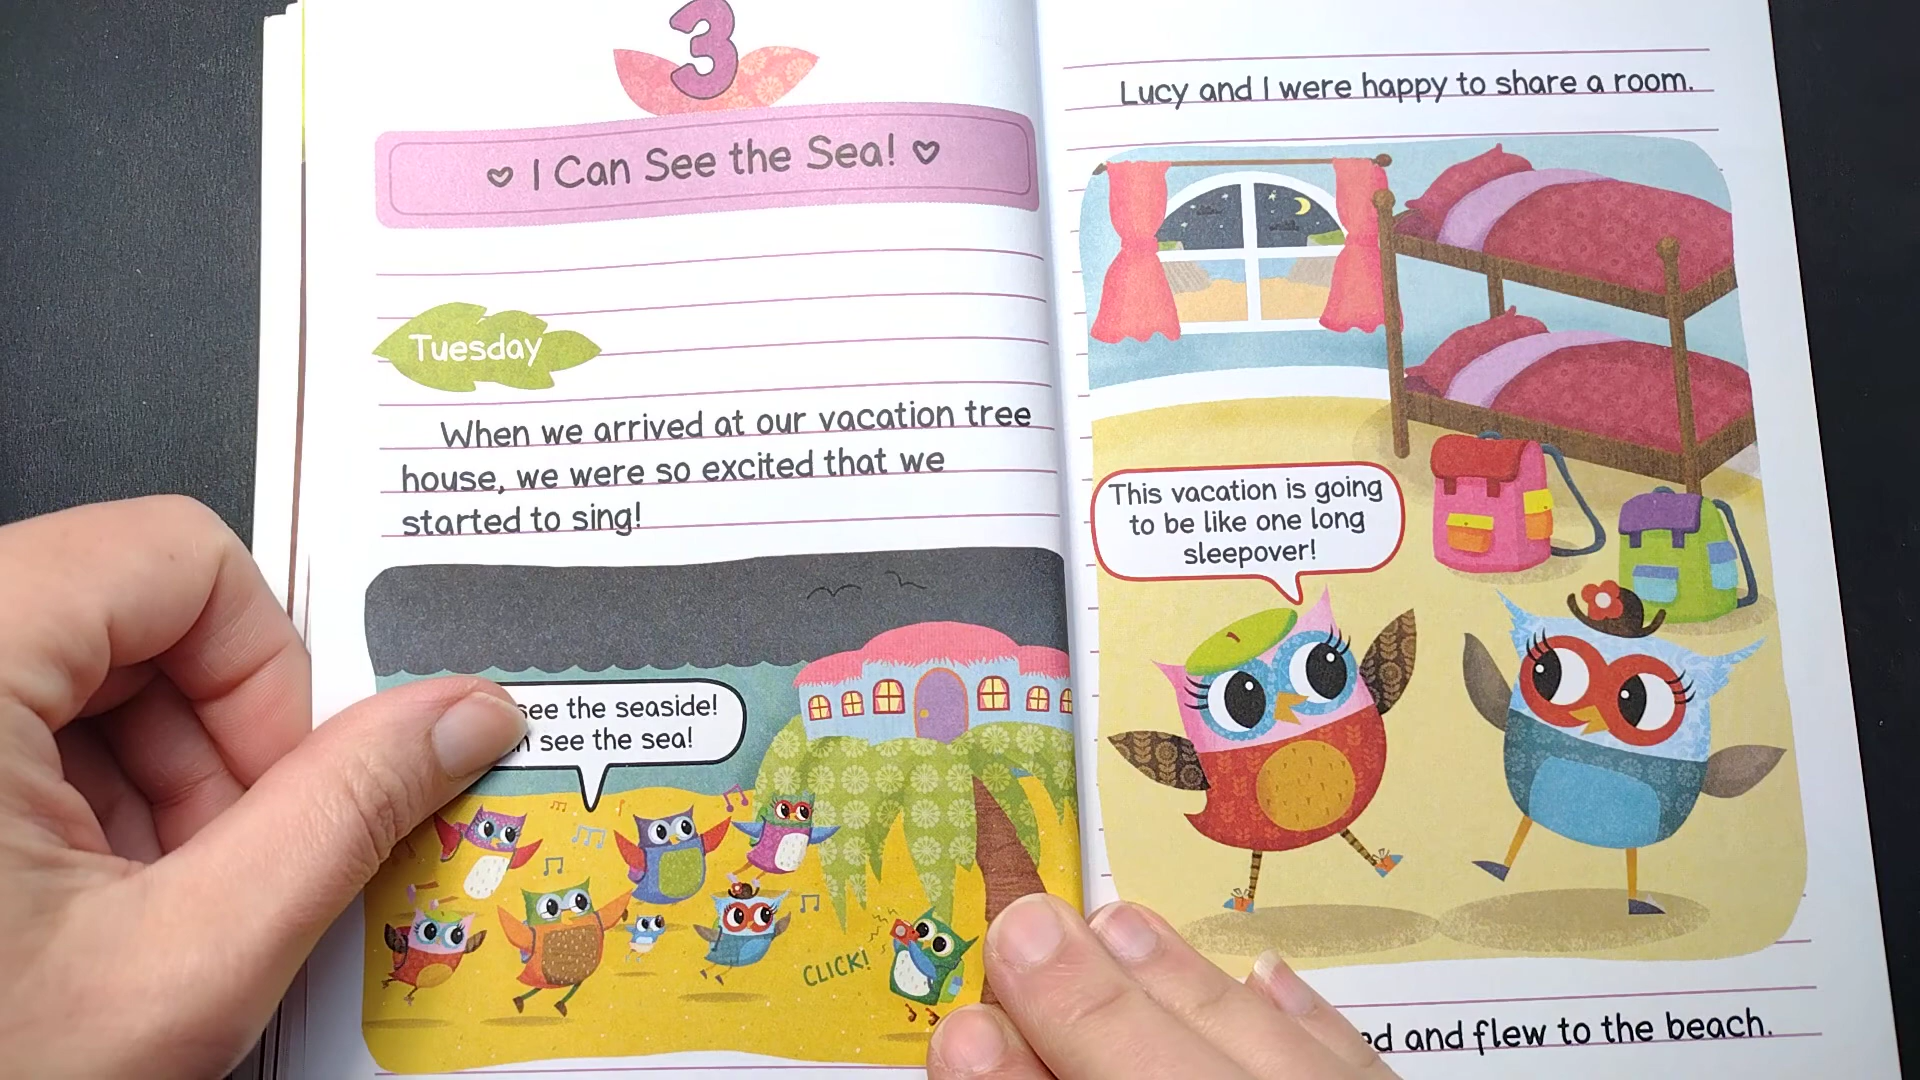 3
I Can See the Sea!
Tuesday
When we arrived at our vacation tree
house, we were so excited that we
started to sing!
see the seaside!
see the sea!
CLICK!
Lucy and I were happy to share a room.
This vacation is going
to be like one long
sleepover!
and flew to the beach.